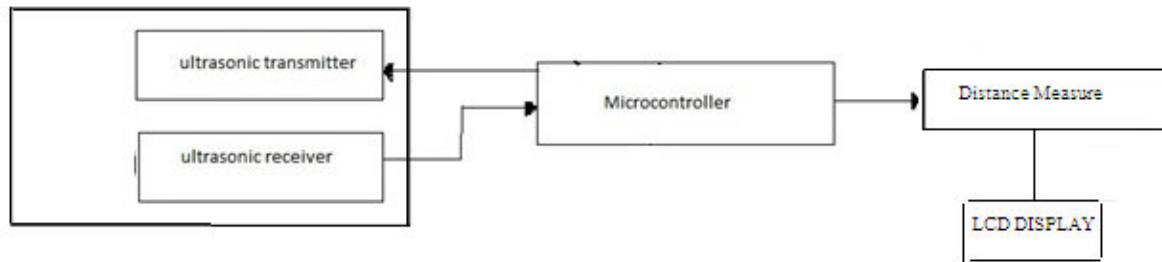 ultrasonic transmitter
Microcontroller
Distance Measure
ultrasonic receiver
LCD DISPLAY